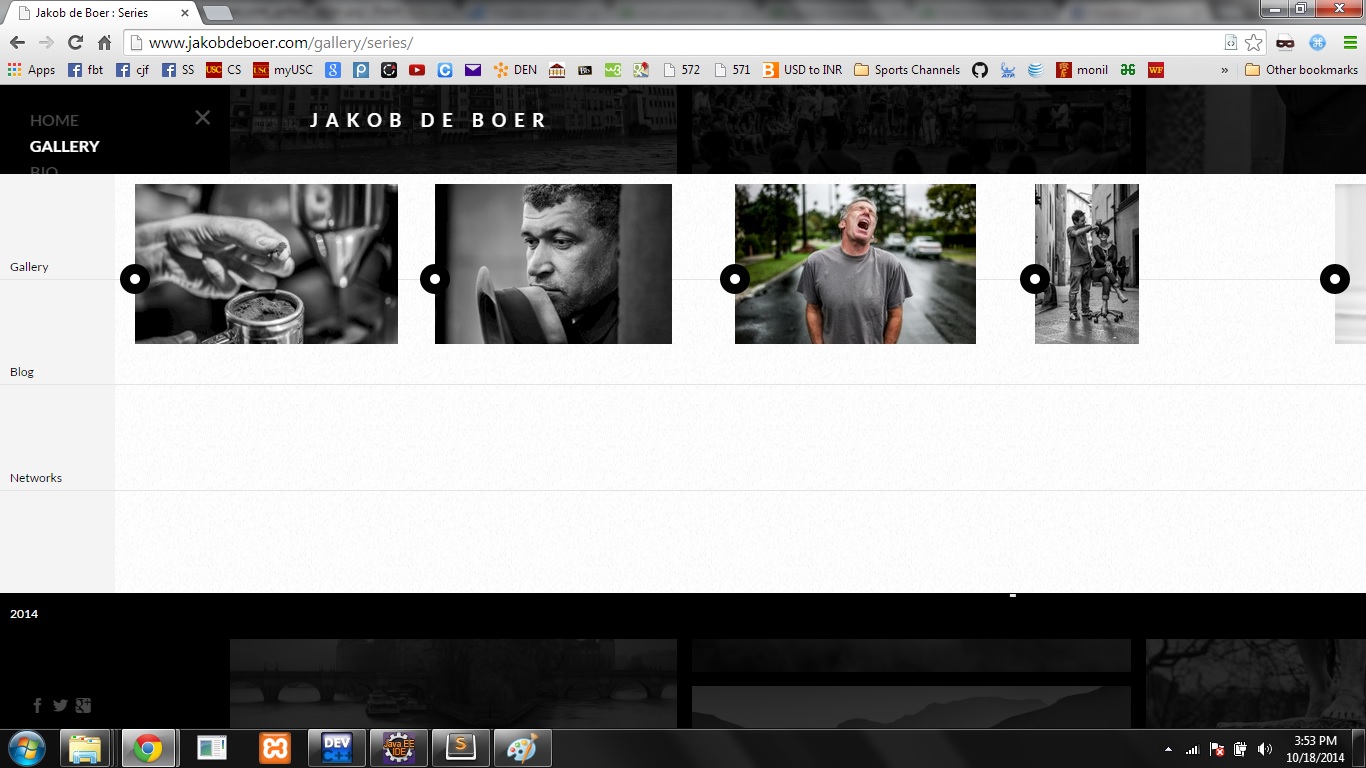 Jakob de Boer : Series
www.jakobdeboer.com/gallery/series/
Apps fbt cjf SS CS myUSC DEN 572 571 USD to INR Sports Channels monil WF » Other bookmarks
HOME
GALLERY
BIO
JAKOB DE BOER
Gallery
Blog
Networks
2014
DEV
Java EE
IDE
3:53 PM
10/18/2014